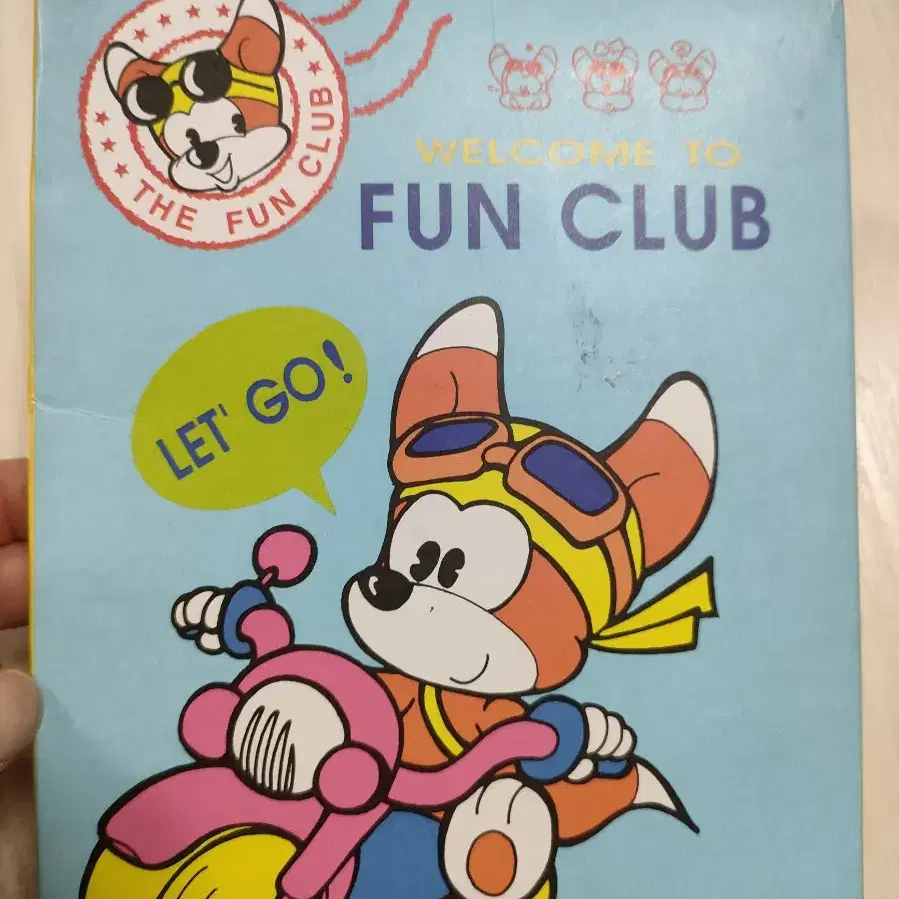 THE FUN CLUB
WELCOME TO
FUN CLUB
LET' GO!